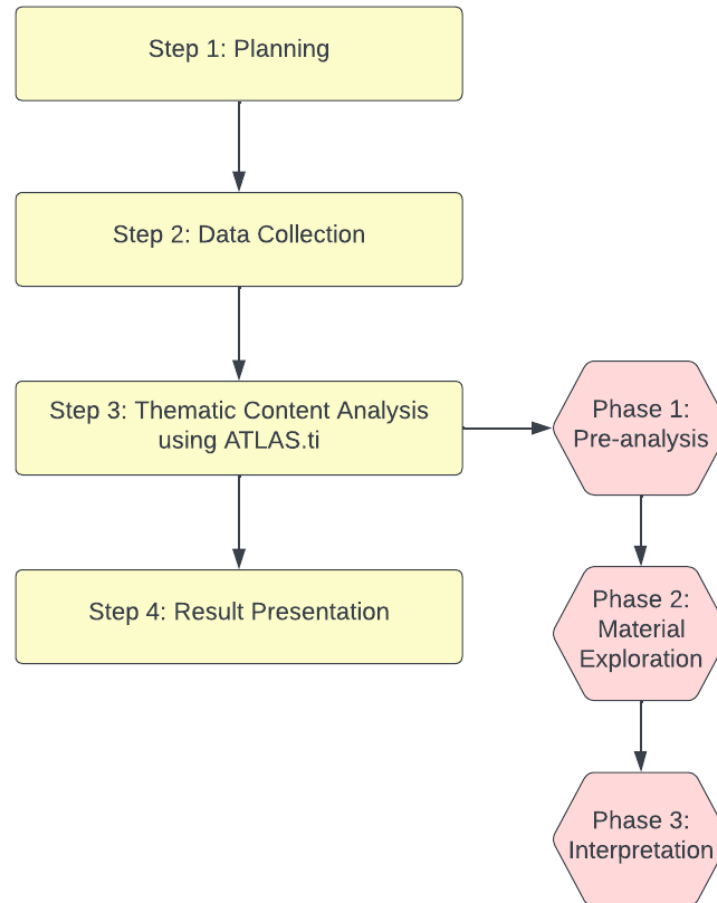 Step 1: Planning
Step 2: Data Collection
Step 3: Thematic Content Analysis
using ATLAS.ti
Step 4: Result Presentation
Phase 1:
Pre-analysis
Phase 2:
Material
Exploration
Phase 3:
Interpretation